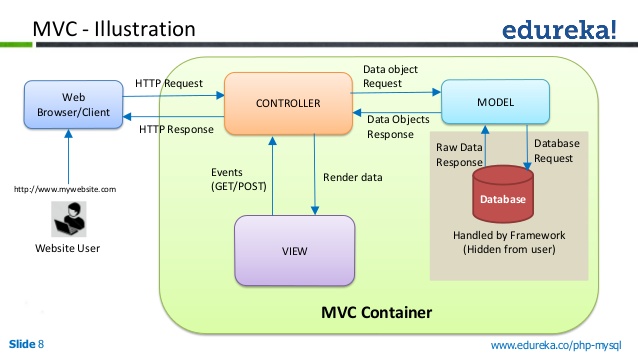 MVC - Illustration
edureka!
Web
Browser/Client
HTTP Request
HTTP Response
CONTROLLER
Data object
Request
Data Objects
Response
MODEL
Raw Data
Response
Database
Request
Database
Handled by Framework
(Hidden from user)
Events
(GET/POST)
Render data
VIEW
http://www.mywebsite.com
Website User
MVC Container
Slide 8
www.edureka.co/php-mysql